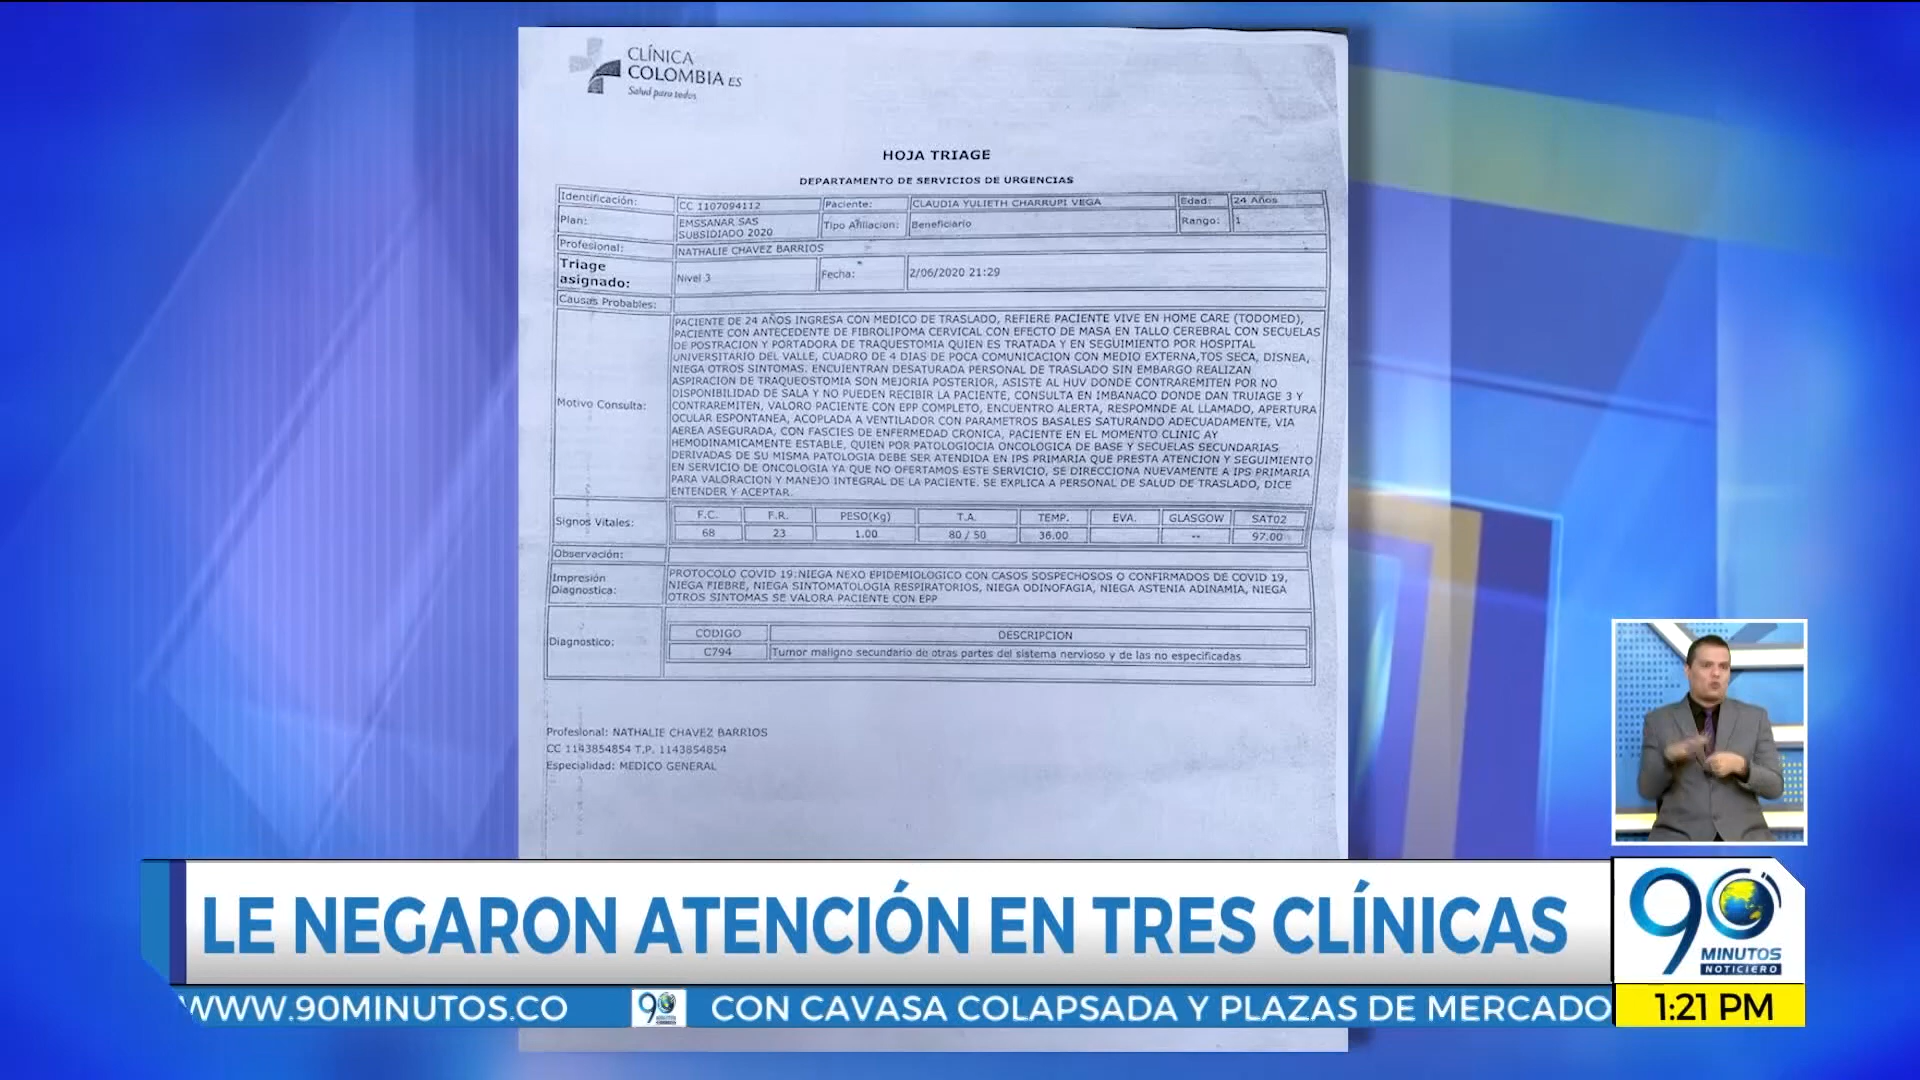 CLÍNICA
COLOMBIA ES
Salud para todos
HOJA TRIAGE
DEPARTAMENTO DE SERVICIOS DE URGENCIAS
Identificación: CC 1107094112 Paciente: CLAUDIA YULIETH CHARRUPI VEGA Edad: 24 Años
Plan: EMSSANAR SAS SUBSIDIADO 2020 Tipo Afiliacion: Beneficiario Rango: 1
Profesional: NATHALIE CHAVEZ BARRIOS
Triage asignado: Nivel 3 Fecha: 2/06/2020 21:29
Causas Probables:
Motivo Consulta:
PACIENTE DE 24 AÑOS INGRESA CON MEDICO DE TRASLADO, REFIERE PACIENTE VIVE EN HOME CARE (TODOMED),
PACIENTE CON ANTECEDENTE DE FIBROLIPOMA CERVICAL CON EFECTO DE MASA EN TALLO CEREBRAL CON SECUELAS
DE POSTRACION Y PORTADORA DE TRAQUESTOMIA QUIEN ES TRATADA Y EN SEGUIMIENTO POR HOSPITAL
UNIVERSITARIO DEL VALLE, CUADRO DE 4 DIAS DE POCA COMUNICACION CON MEDIO EXTERNA,TOS SECA, DISNEA,
NIEGA OTROS SINTOMAS. ENCUENTRAN DESATURADA PERSONAL DE TRASLADO SIN EMBARGO REALIZAN
ASPIRACION DE TRAQUEOSTOMIA SON MEJORIA POSTERIOR, ASISTE AL HUV DONDE CONTRAREMITEN POR NO
DISPONIBILIDAD DE SALA Y NO PUEDEN RECIBIR LA PACIENTE, CONSULTA EN IMBANACO DONDE DAN TRUIAGE 3 Y
CONTRAREMITEN, VALORO PACIENTE CON EPP COMPLETO, ENCUENTRO ALERTA, RESPOMNDE AL LLAMADO, APERTURA
OCULAR ESPONTANEA, ACOPLADA A VENTILADOR CON PARAMETROS BASALES SATURANDO ADECUADAMENTE, VIA
AEREA ASEGURADA, CON FASCIES DE ENFERMEDAD CRONICA, PACIENTE EN EL MOMENTO CLINIC AY
HEMODINAMICAMENTE ESTABLE, QUIEN POR PATOLOGIOCIA ONCOLOGICA DE BASE Y SECUELAS SECUNDARIAS
DERIVADAS DE SU MISMA PATOLOGIA DEBE SER ATENDIDA EN IPS PRIMARIA QUE PRESTA ATENCION Y SEGUIMIENTO
EN SERVICIO DE ONCOLOGIA YA QUE NO OFERTAMOS ESTE SERVICIO, SE DIRECCIONA NUEVAMENTE A IPS PRIMARIA
PARA VALORACION Y MANEJO INTEGRAL DE LA PACIENTE. SE EXPLICA A PERSONAL DE SALUD DE TRASLADO, DICE
ENTENDER Y ACEPTAR.
Signos Vitales: F.C. F.R. PESO(Kg) T.A. TEMP. EVA. GLASGOW SATO2
68 23 1.00 80 / 50 36.00 -- 97.00
Observación:
Impresión Diagnostica:
PROTOCOLO COVID 19:NIEGA NEXO EPIDEMIOLOGICO CON CASOS SOSPECHOSOS O CONFIRMADOS DE COVID 19,
NIEGA FIEBRE, NIEGA SINTOMATOLOGIA RESPIRATORIOS, NIEGA ODINOFAGIA, NIEGA ASTENIA ADINAMIA, NIEGA
OTROS SINTOMAS SE VALORA PACIENTE CON EPP
Diagnostico: CODIGO DESCRIPCION
C794 Tumor maligno secundario de otras partes del sistema nervioso y de las no especificadas
Profesional: NATHALIE CHAVEZ BARRIOS
CC 1143854854 T.P. 1143854854
Especialidad: MEDICO GENERAL
LE NEGARON ATENCIÓN EN TRES CLÍNICAS
90
MINUTOS
NOTICIERO
WWW.90MINUTOS.CO 90 CON CAVASA COLAPSADA Y PLAZAS DE MERCADO
1:21 PM